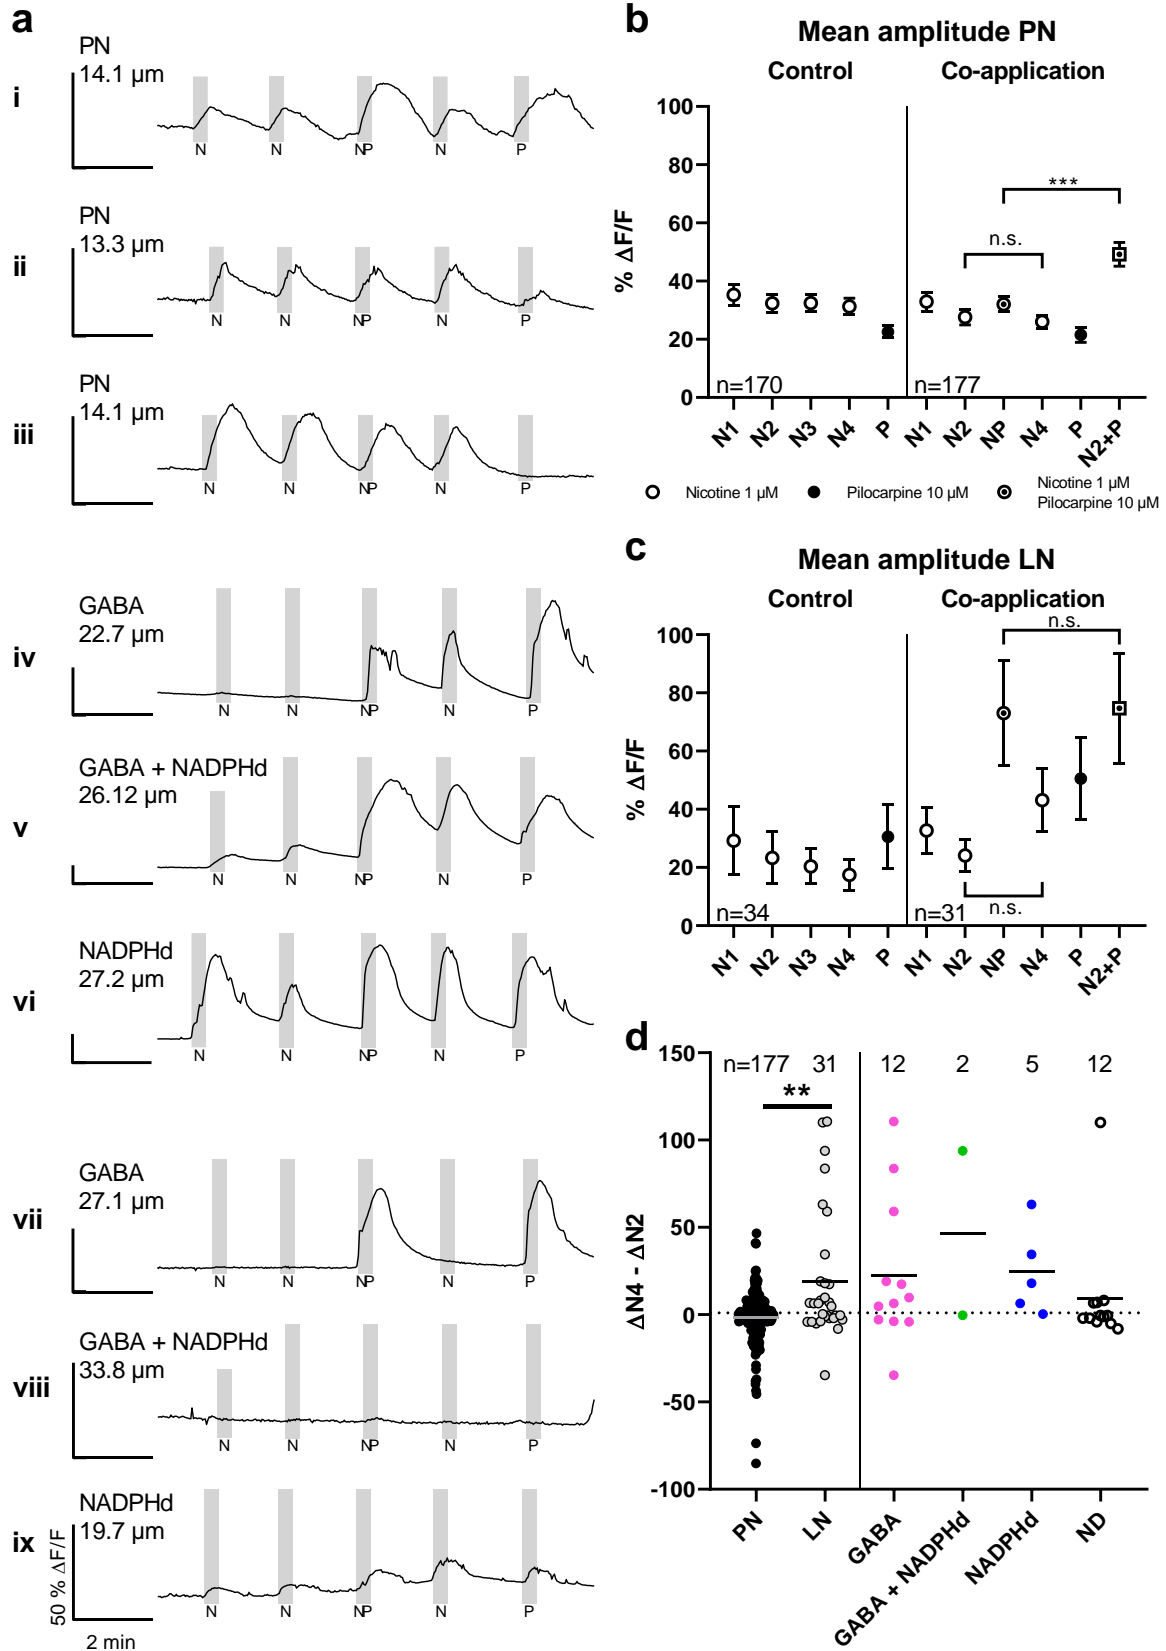 a
PN
14.1 µm
i
N N NP N P
PN
13.3 µm
ii
N N NP N P
PN
14.1 µm
iii
N N NP N P
GABA
22.7 µm
iv
N N NP N P
GABA + NADPHd
26.12 µm
v
N N NP N P
NADPHd
27.2 µm
vi
N N NP N P
GABA
27.1 µm
vii
N N NP N P
GABA + NADPHd
33.8 µm
viii
N N NP N P
NADPHd
19.7 µm
ix
50 % ΔF/F
N N NP N P
2 min
b
Mean amplitude PN
Control Co-application
% ΔF/F
100
80
60
40
20
0
***
n.s.
n=170 n=177
N1 N2 N3 N4 P N1 N2 NP N4 P N2+P
Nicotine 1 µM Pilocarpine 10 µM Nicotine 1 µM
Pilocarpine 10 µM
c
Mean amplitude LN
Control Co-application
% ΔF/F
100
80
60
40
20
0
n.s.
n.s.
n=34 n=31
N1 N2 N3 N4 P N1 N2 NP N4 P N2+P
d
ΔN4 - ΔN2
150
100
50
0
-50
-100
n=177 31 12 2 5 12
**
PN LN GABA GABA + NADPHd NADPHd ND